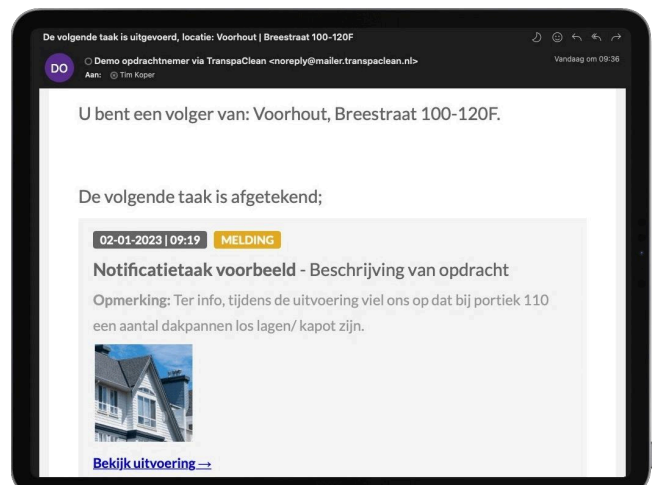 De volgende taak is uitgevoerd, locatie: Voorhout | Breestraat 100-120F
DO
Demo opdrachtnemer via TranspaClean <noreply@mailer.transpaclean.nl>
Vandaag om 09:36
Aan: Tim Koper
U bent een volger van: Voorhout, Breestraat 100-120F.
De volgende taak is afgetekend;
02-01-2023 | 09:19 MELDING
Notificatietaak voorbeeld - Beschrijving van opdracht
Opmerking: Ter info, tijdens de uitvoering viel ons op dat bij portiek 110
een aantal dakpannen los lagen/ kapot zijn.
Bekijk uitvoering →